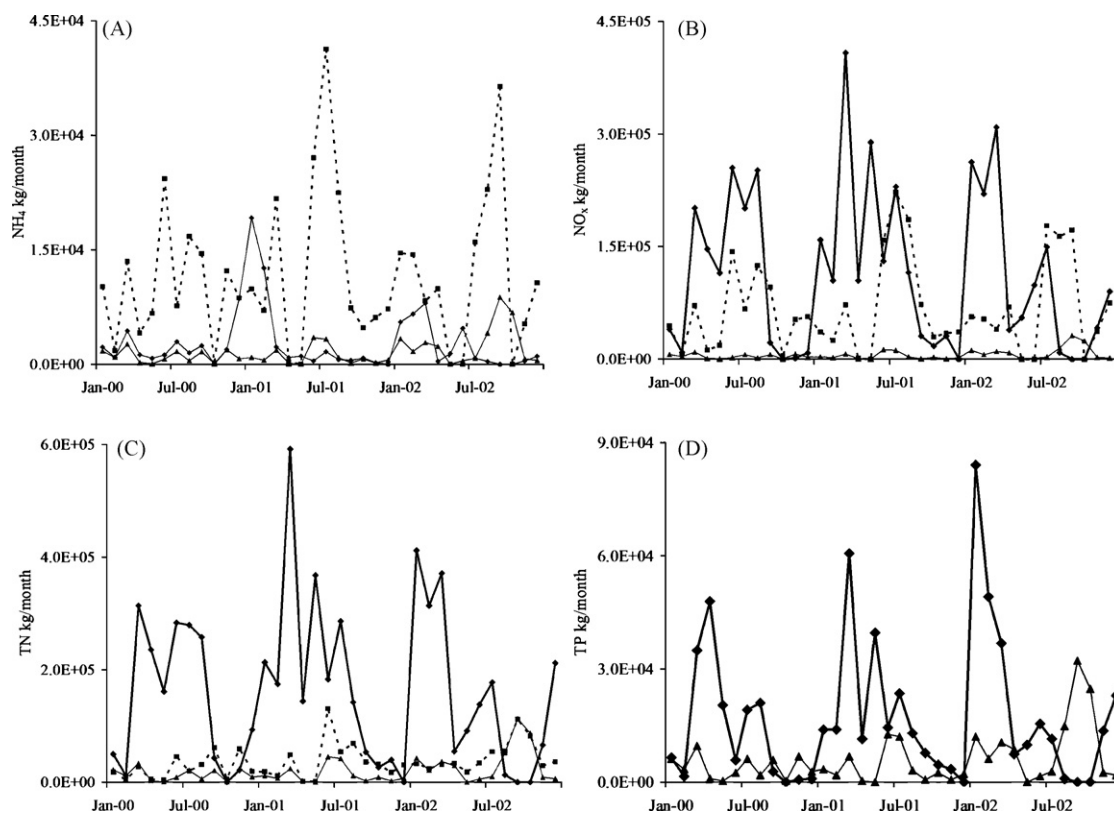 (A)
4.5E+04
3.0E+04
1.5E+04
0.0E+00
NH₄ kg/month
Jan-00 Jul-00 Jan-01 Jul-01 Jan-02 Jul-02
(B)
4.5E+05
3.0E+05
1.5E+05
0.0E+00
NOₓ kg/month
Jan-00 Jul-00 Jan-01 Jul-01 Jan-02 Jul-02
(C)
6.0E+05
4.0E+05
2.0E+05
0.0E+00
TN kg/month
Jan-00 Jul-00 Jan-01 Jul-01 Jan-02 Jul-02
(D)
9.0E+04
6.0E+04
3.0E+04
0.0E+00
TP kg/month
Jan-00 Jul-00 Jan-01 Jul-01 Jan-02 Jul-02